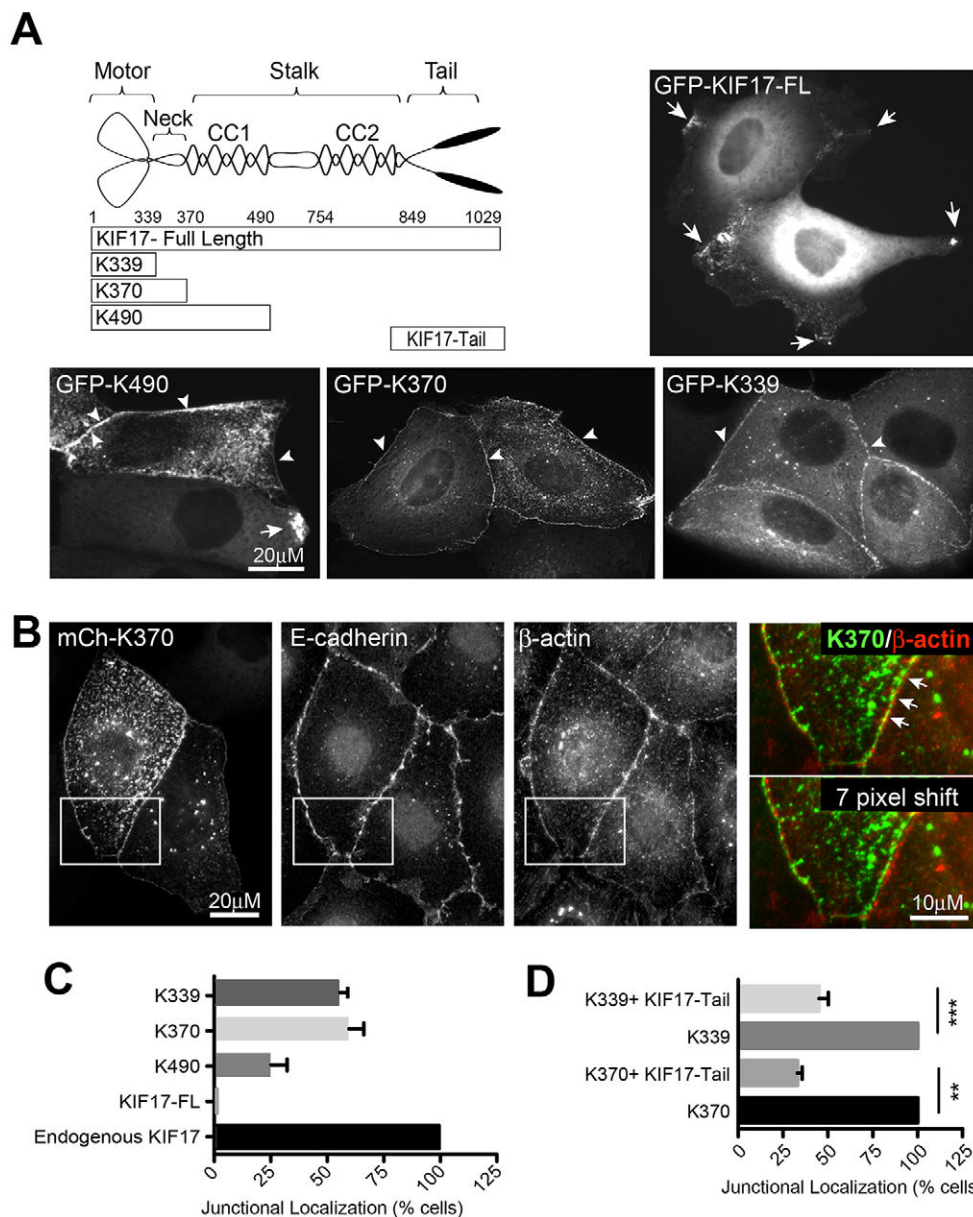 A
Motor
Stalk
Tail
Neck
CC1
CC2
1 339 370 490 754 849 1029
KIF17- Full Length
K339
K370
K490
KIF17-Tail
GFP-KIF17-FL
GFP-K490
20μM
GFP-K370
GFP-K339
B
mCh-K370
20μM
E-cadherin
β-actin
K370/β-actin
7 pixel shift
10μM
C
K339
K370
K490
KIF17-FL
Endogenous KIF17
0 25 50 75 100 125
Junctional Localization (% cells)
D
K339+ KIF17-Tail
K339
K370+ KIF17-Tail
K370
***
**
0 25 50 75 100 125
Junctional Localization (% cells